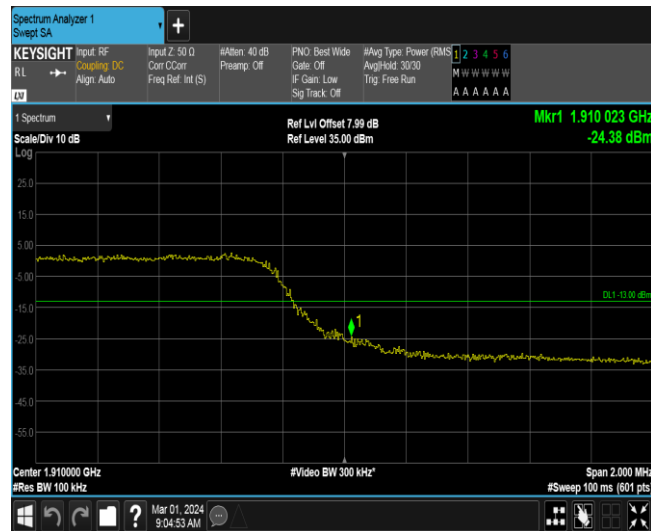 Spectrum Analyzer 1
Swept SA
+
KEYSIGHT
RL
LXI
Input: RF
Coupling: DC
Align: Auto
Input Z: 50 Ω
Corr CCorr
Freq Ref: Int (S)
#Atten: 40 dB
Preamp: Off
PNO: Best Wide
Gate: Off
IF Gain: Low
Sig Track: Off
#Avg Type: Power (RMS
Avg|Hold: 30/30
Trig: Free Run
1 2 3 4 5 6
M W W W W W
A A A A A A
1 Spectrum
Scale/Div 10 dB
Log
Ref Lvl Offset 7.99 dB
Ref Level 35.00 dBm
Mkr1 1.910 023 GHz
-24.38 dBm
25.0
15.0
5.00
-5.00
-15.0
-25.0
-35.0
-45.0
-55.0
DL1 -13.00 dBm
1
Center 1.910000 GHz
#Res BW 100 kHz
#Video BW 300 kHz*
Span 2.000 MHz
#Sweep 100 ms (601 pts)
?
Mar 01, 2024
9:04:53 AM